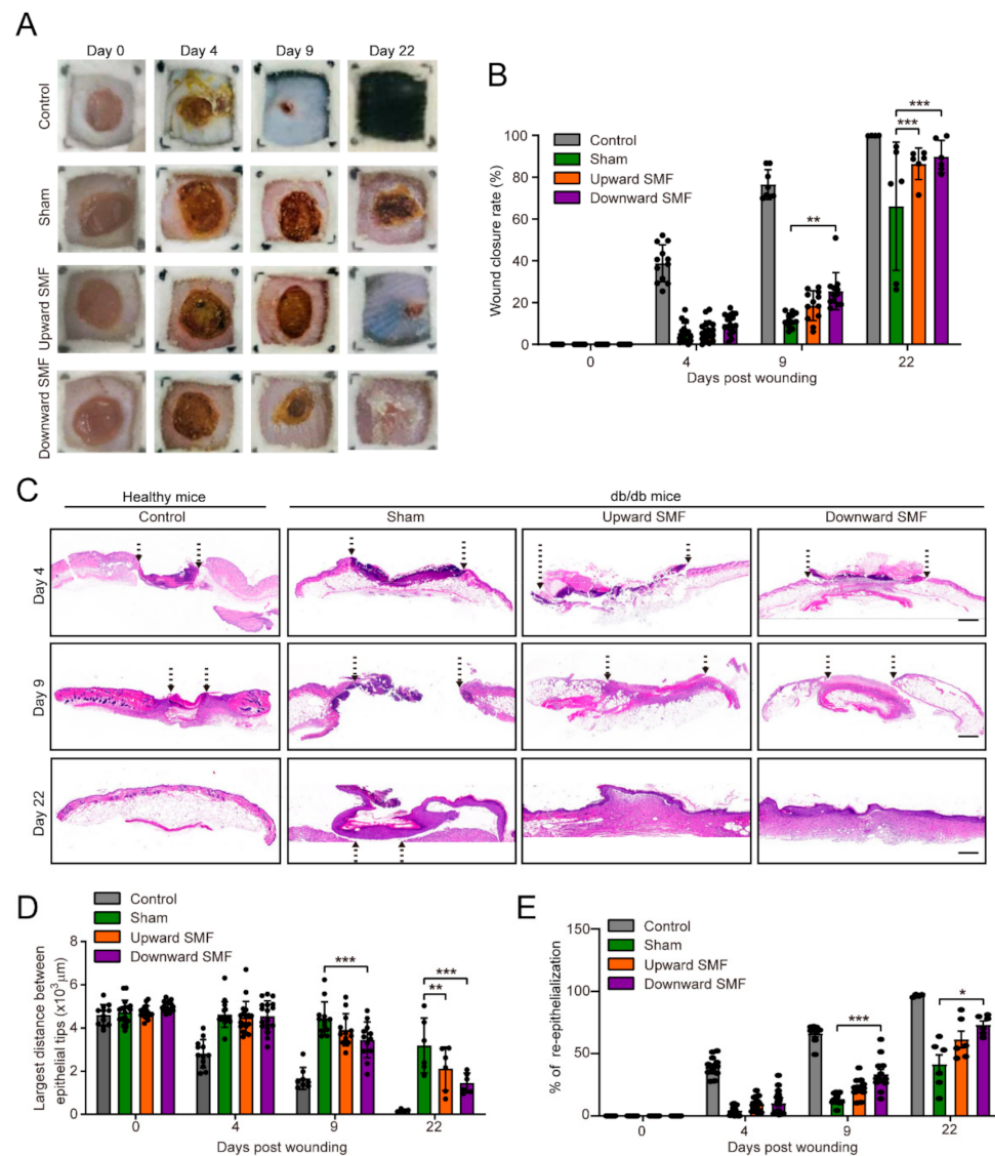 A
Day 0 Day 4 Day 9 Day 22
Control
Sham
Upward SMF
Downward SMF
B
Control
Sham
Upward SMF
Downward SMF
***
***
**
100
80
60
40
20
0
Wound closure rate (%)
0 4 9 22
Days post wounding
C
Healthy mice db/db mice
Control Sham Upward SMF Downward SMF
Day 4
Day 9
Day 22
D
Control
Sham
Upward SMF
Downward SMF
***
***
**
8
6
4
2
0
Largest distance between
epithelial tips (x10³μm)
0 4 9 22
Days post wounding
E
Control
Sham
Upward SMF
Downward SMF
***
*
150
100
50
0
% of re-epithelialization
0 4 9 22
Days post wounding